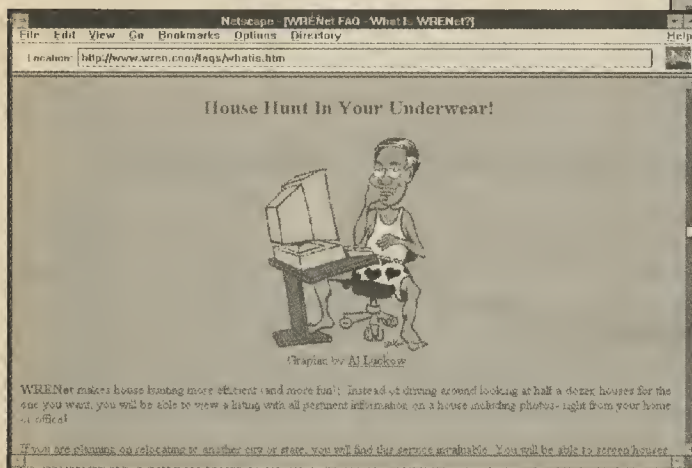 Netscape - [WRENet FAQ - What Is WRENet?]
File Edit View Go Bookmarks Options Directory Help
Location: http://www.wren.com/faqs/whatis.htm
House Hunt In Your Underwear!
Graphic by Al Luckow
WRENet makes house hunting more efficient (and more fun!). Instead of driving around looking at half a dozen houses for the
one you want, you will be able to view a listing with all pertinent information on a house including photos- right from your home
or office!
If you are planning on relocating to another city or state, you will find this service invaluable. You will be able to screen houses